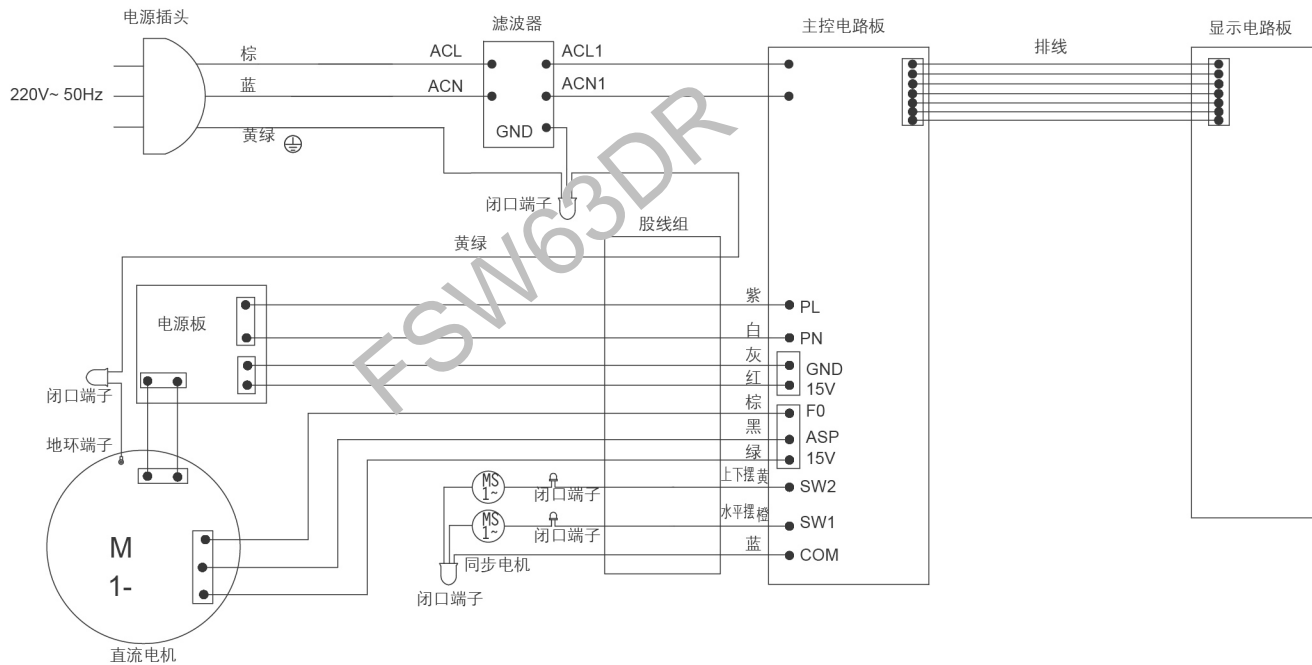 电源插头
滤波器
主控电路板
显示电路板
220V~ 50Hz
棕
ACL
ACL1
排线
蓝
ACN
ACN1
黄绿
GND
闭口端子
股线组
黄绿
FSW63DR
电源板
紫
PL
白
PN
灰
GND
红
15V
闭口端子
棕
F0
黑
ASP
地环端子
绿
15V
MS
1~
闭口端子
上下摆
黄
SW2
MS
1~
闭口端子
水平摆
橙
SW1
同步电机
蓝
COM
闭口端子
M
1-
直流电机